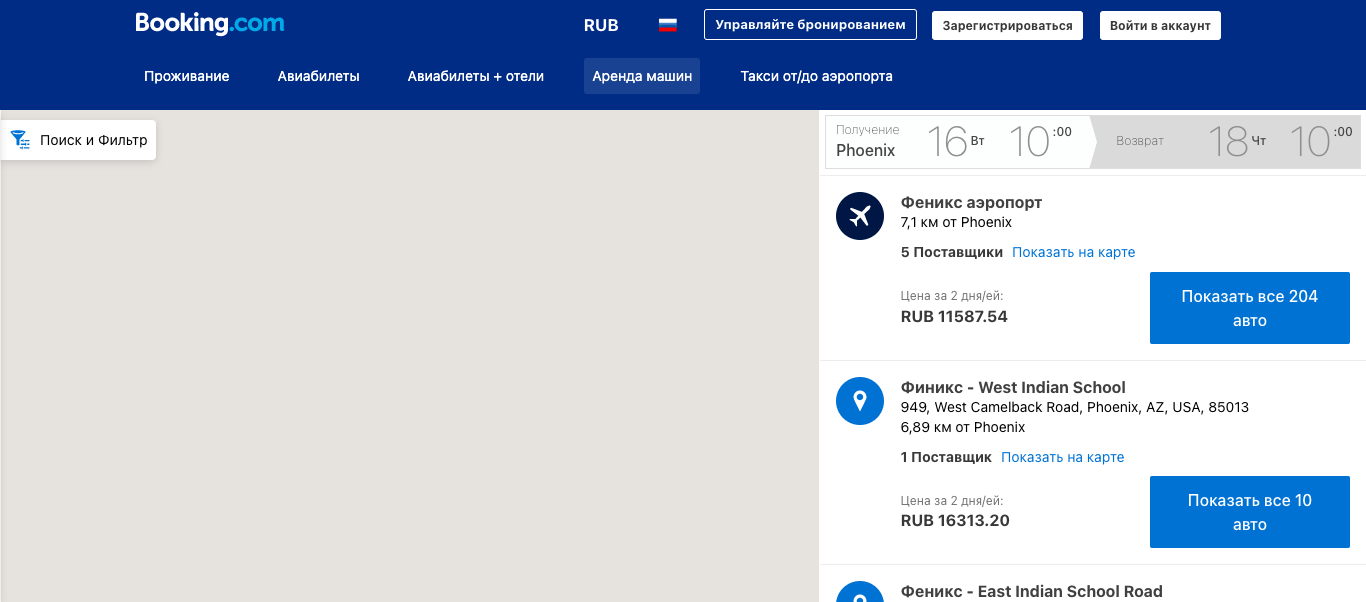 Booking.com
RUB
Управляйте бронированием
Зарегистрироваться
Войти в аккаунт
Проживание
Авиабилеты
Авиабилеты + отели
Аренда машин
Такси от/до аэропорта
Поиск и Фильтр
Получение
Phoenix
16 Вт
10 :00
Возврат
18 Чт
10 :00
Феникс аэропорт
7,1 км от Phoenix
5 Поставщики Показать на карте
Цена за 2 дня/ей:
RUB 11587.54
Показать все 204
авто
Финикс - West Indian School
949, West Camelback Road, Phoenix, AZ, USA, 85013
6,89 км от Phoenix
1 Поставщик Показать на карте
Цена за 2 дня/ей:
RUB 16313.20
Показать все 10
авто
Феникс - East Indian School Road